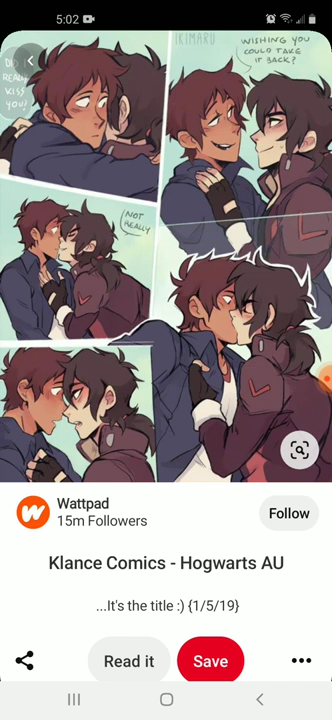 5:02
IKIMARU
WISHING YOU
COULD TAKE
IT BACK?
DID I
REALLY
KISS
YOU!
NOT
REALLY
Wattpad
15m Followers
Follow
Klance Comics - Hogwarts AU
...It's the title :) {1/5/19}
Read it
Save